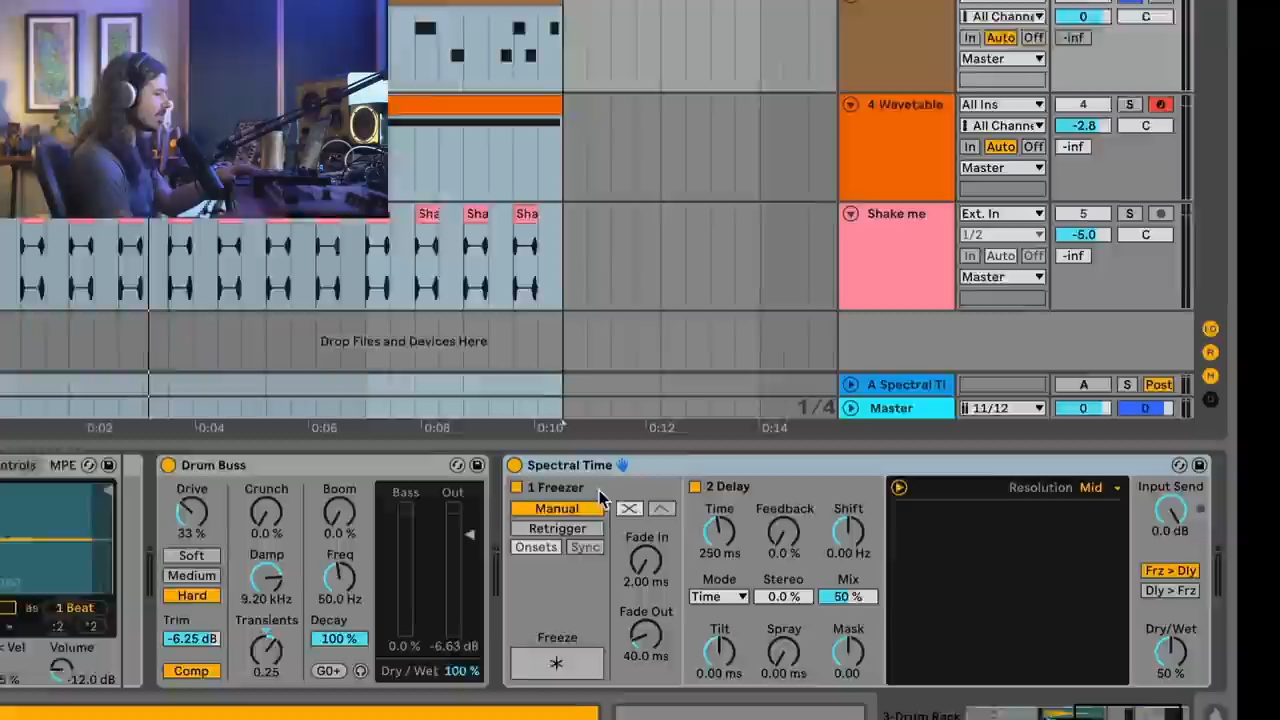 All Channe
0
C
In
Auto
Off
-inf
Master
4 Wavetable
All Ins
4
S
All Channe
-2.8
C
In
Auto
Off
-inf
Master
Sha
Sha
Sha
Shake me
Ext. In
5
S
1/2
-5.0
C
In
Auto
Off
-inf
Master
Drop Files and Devices Here
A Spectral Ti
A
S
Post
1/4
Master
11/12
0
0
0:02
0:04
0:06
0:08
0:10
0:12
0:14
R
M
D
ntrols
MPE
Drum Buss
Spectral Time
Drive
33 %
Crunch
0.0 %
Boom
0.0 %
Bass
Out
Soft
Medium
Hard
Damp
9.20 kHz
Freq
50.0 Hz
Trim
-6.25 dB
Transients
0.25
Decay
100 %
0.0 %
-6.63 dB
Comp
G0+
Dry / Wet
100 %
1 Beat
:2
*2
< Vel
Volume
5 %
-12.0 dB
1 Freezer
Manual
Retrigger
Onsets
Sync
Fade In
2.00 ms
Fade Out
40.0 ms
Freeze
2 Delay
Time
250 ms
Feedback
0.0 %
Shift
0.00 Hz
Mode
Time
Stereo
0.0 %
Mix
50 %
Tilt
0.00 ms
Spray
0.00 ms
Mask
0.00
Resolution
Mid
Input Send
0.0 dB
Frz > Dly
Dly > Frz
Dry/Wet
50 %
3-Drum Rack